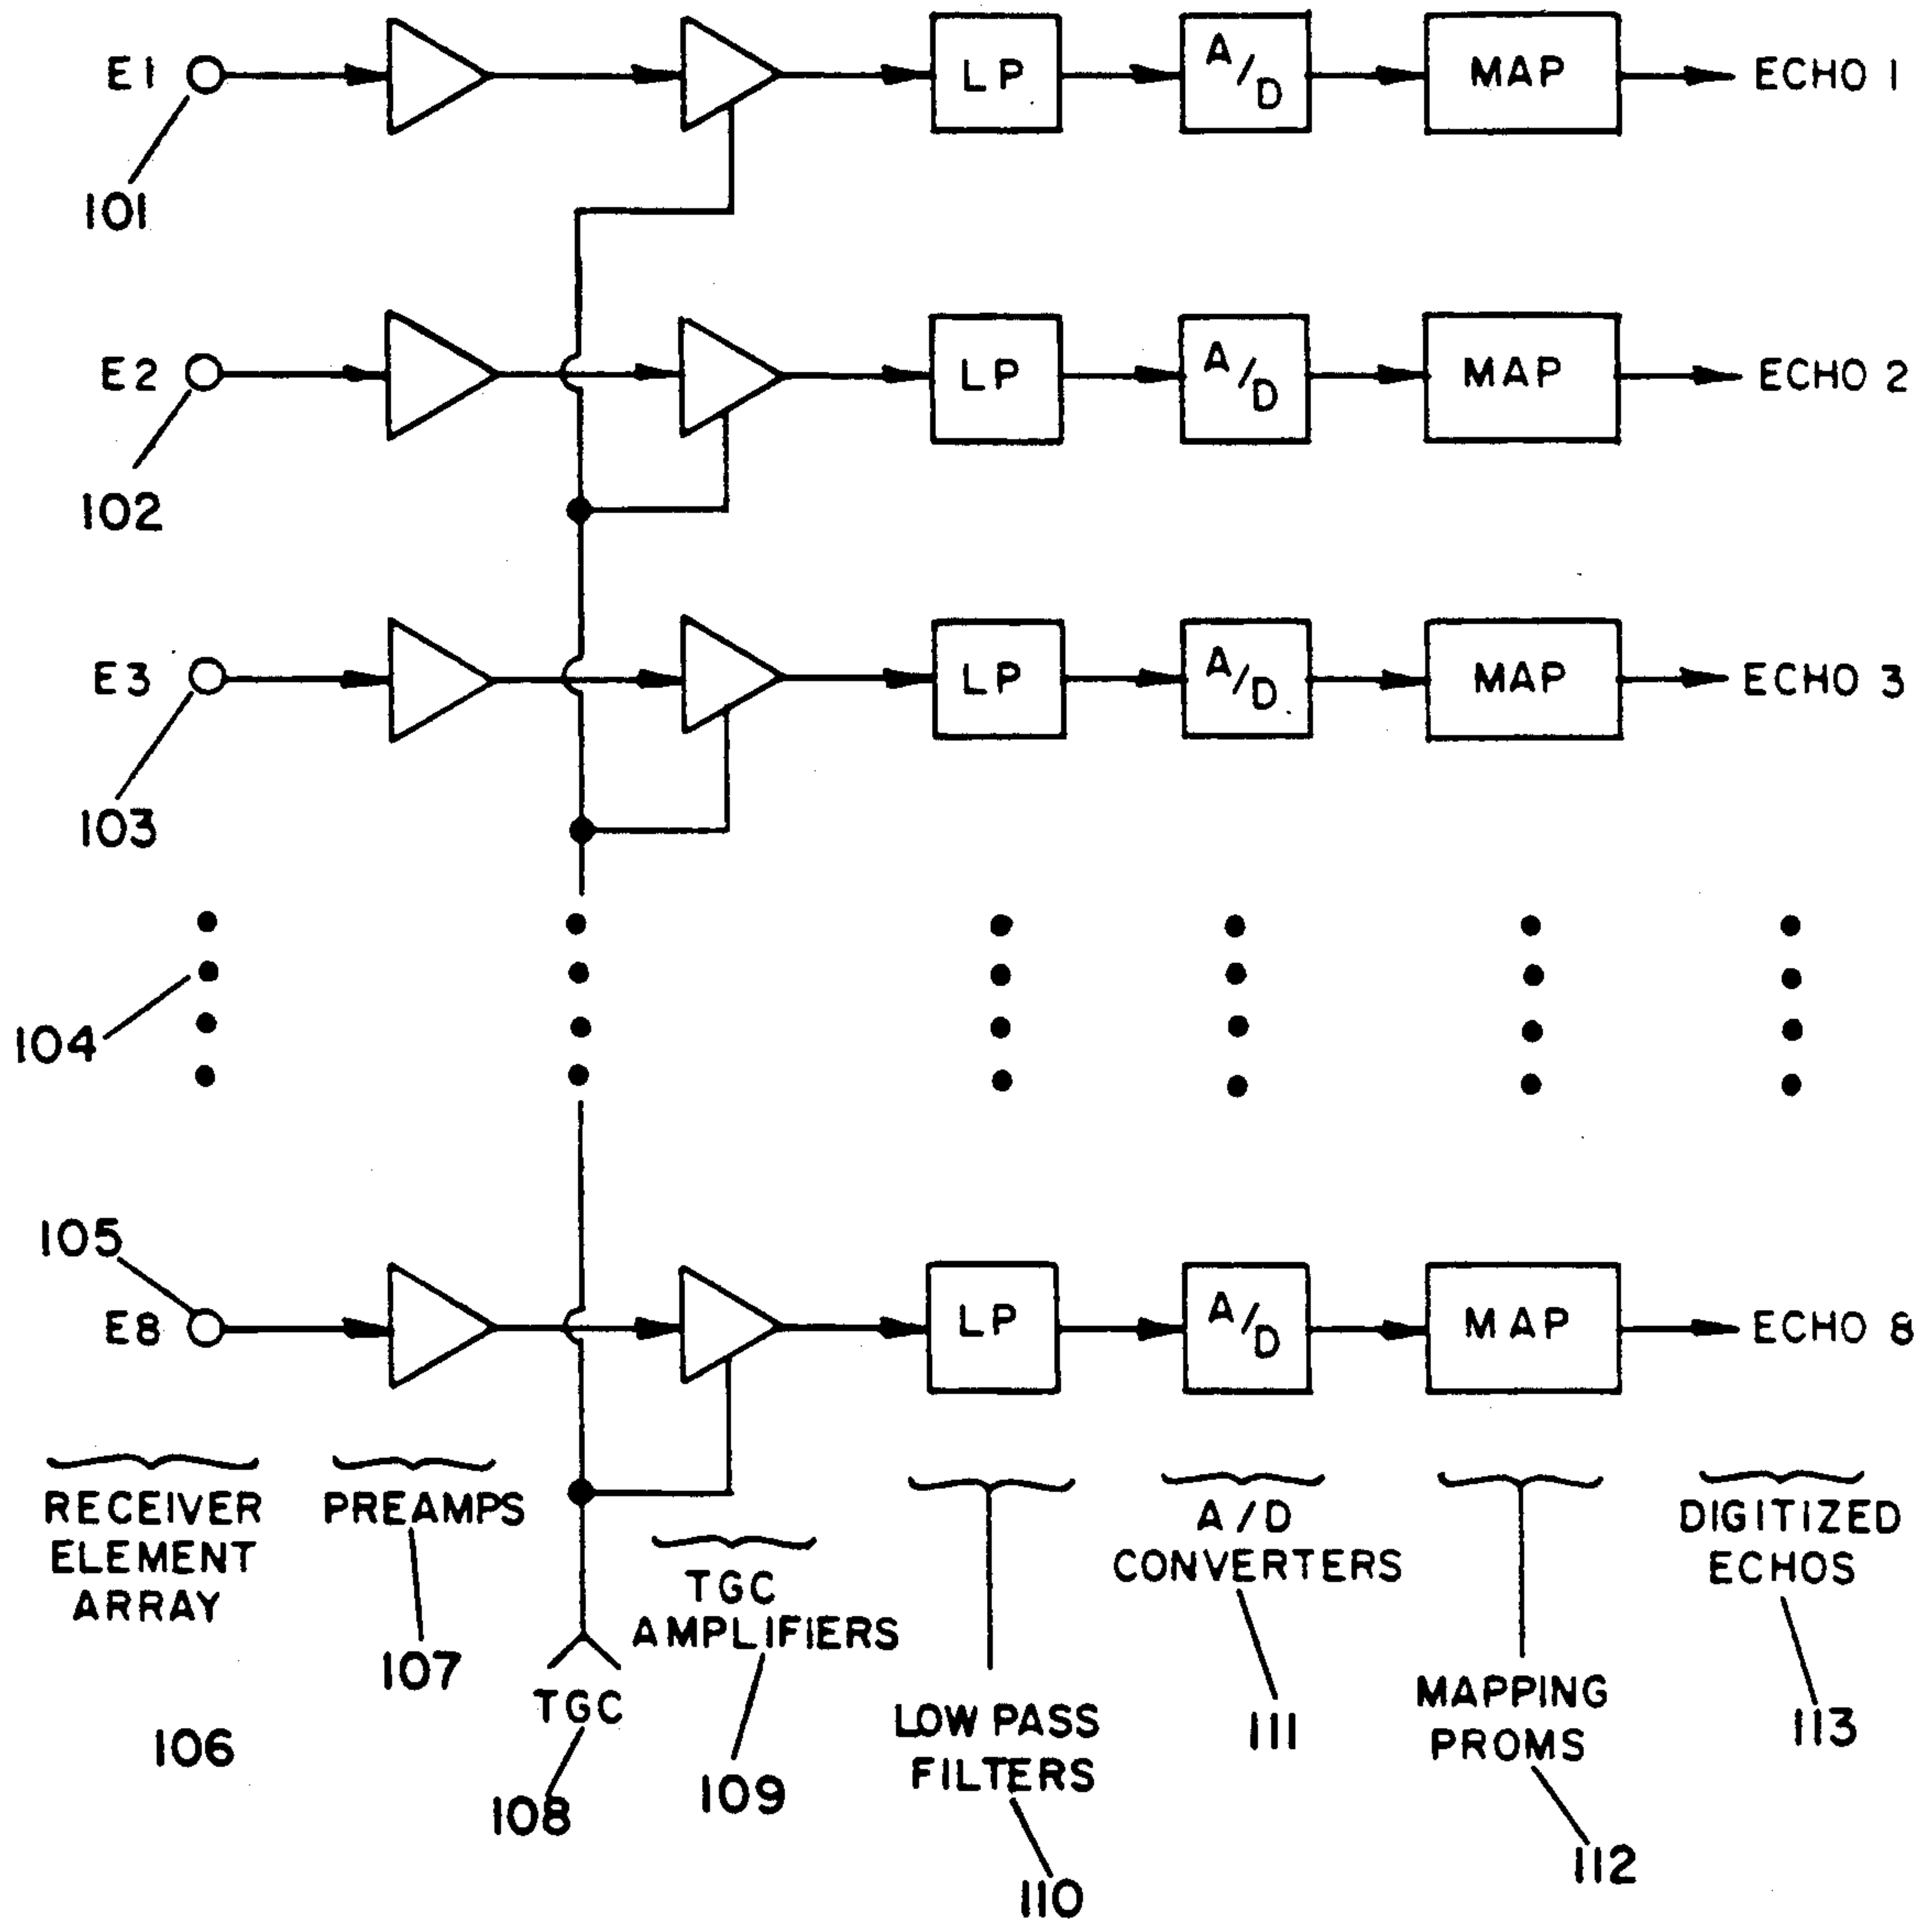 E1 LP A/D MAP ECHO 1
101
E2 LP A/D MAP ECHO 2
102
E3 LP A/D MAP ECHO 3
103
104
105
E8 LP A/D MAP ECHO 8
RECEIVER
ELEMENT
ARRAY
106
PREAMPS
107
TGC
108
TGC
AMPLIFIERS
109
LOW PASS
FILTERS
110
A/D
CONVERTERS
111
MAPPING
PROMS
112
DIGITIZED
ECHOS
113